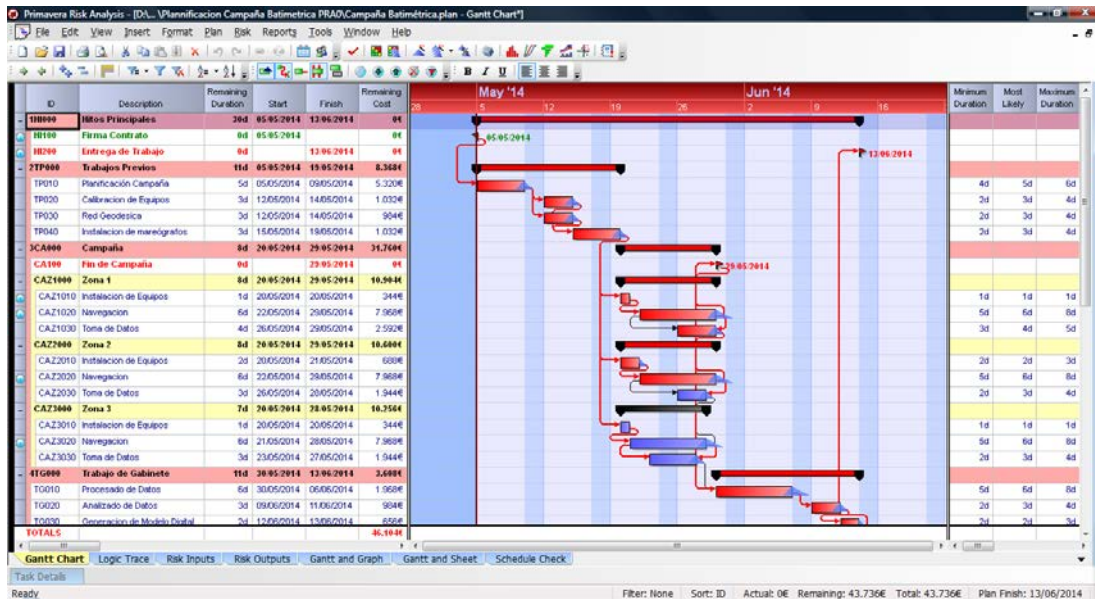 Primavera Risk Analysis - [D:\... \Plannificacion Campaña Batimetrica PRA0\Campaña Batimétrica.plan - Gantt Chart*]
File Edit View Insert Format Plan Risk Reports Tools Window Help
B I U
ID Description Remaining Duration Start Finish Remaining Cost May '14 Jun '14 Minimum Duration Most Likely Maximum Duration
28 5 12 19 26 2 9 16
1HI000 Hitos Principales 30d 05/05/2014 13/06/2014 0€
HI100 Firma Contrato 0d 05/05/2014 0€ 05/05/2014
HI200 Entrega de Trabajo 0d 13/06/2014 0€ 13/06/2014
2TP000 Trabajos Previos 11d 05/05/2014 19/05/2014 8.368€
TP010 Planificación Campaña 5d 05/05/2014 09/05/2014 5.320€ 4d 5d 6d
TP020 Calibracion de Equipos 3d 12/05/2014 14/05/2014 1.032€ 2d 3d 4d
TP030 Red Geodesica 3d 12/05/2014 14/05/2014 984€ 2d 3d 4d
TP040 Instalacion de mareógrafos 3d 15/05/2014 19/05/2014 1.032€ 2d 3d 4d
3CA000 Campaña 8d 20/05/2014 29/05/2014 31.760€
CA100 Fin de Campaña 0d 29/05/2014 0€ 29/05/2014
CAZ1000 Zona 1 8d 20/05/2014 29/05/2014 10.904€
CAZ1010 Instalacion de Equipos 1d 20/05/2014 20/05/2014 344€ 1d 1d 1d
CAZ1020 Navegacion 6d 22/05/2014 29/05/2014 7.968€ 5d 6d 8d
CAZ1030 Toma de Datos 4d 26/05/2014 29/05/2014 2.592€ 3d 4d 5d
CAZ2000 Zona 2 8d 20/05/2014 29/05/2014 10.600€
CAZ2010 Instalacion de Equipos 2d 20/05/2014 21/05/2014 688€ 2d 2d 3d
CAZ2020 Navegacion 6d 22/05/2014 29/05/2014 7.968€ 5d 6d 8d
CAZ2030 Toma de Datos 3d 26/05/2014 28/05/2014 1.944€ 2d 3d 4d
CAZ3000 Zona 3 7d 20/05/2014 28/05/2014 10.256€
CAZ3010 Instalacion de Equipos 1d 20/05/2014 20/05/2014 344€ 1d 1d 1d
CAZ3020 Navegacion 6d 21/05/2014 28/05/2014 7.968€ 5d 6d 8d
CAZ3030 Toma de Datos 3d 23/05/2014 27/05/2014 1.944€ 2d 3d 4d
4TG000 Trabajo de Gabinete 11d 30/05/2014 13/06/2014 3.608€
TG010 Procesado de Datos 6d 30/05/2014 06/06/2014 1.968€ 5d 6d 8d
TG020 Analizado de Datos 3d 09/06/2014 11/06/2014 984€ 2d 3d 4d
TG030 Generacion de Modelo Digital 2d 12/06/2014 13/06/2014 656€ 2d 2d 3d
TOTALS 46.104€
Gantt Chart Logic Trace Risk Inputs Risk Outputs Gantt and Graph Gantt and Sheet Schedule Check
Task Details
Ready Filter: None Sort: ID Actual: 0€ Remaining: 43.736€ Total: 43.736€ Plan Finish: 13/06/2014